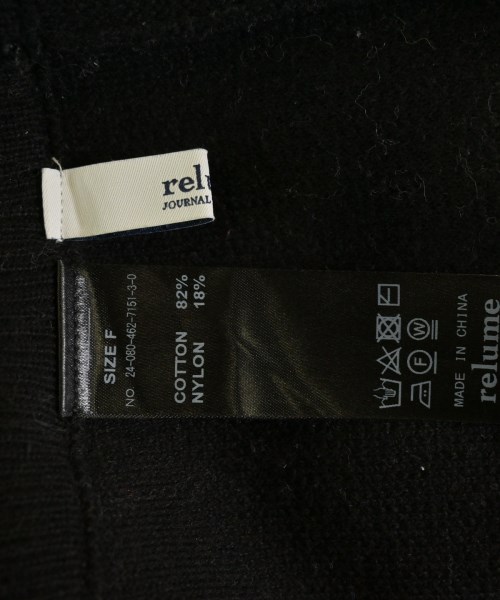 relu
JOURNAL
SIZE F
NO 24-080-462-7151-3-0
COTTON 82%
NYLON 18%
F W
MADE IN CHINA
relume